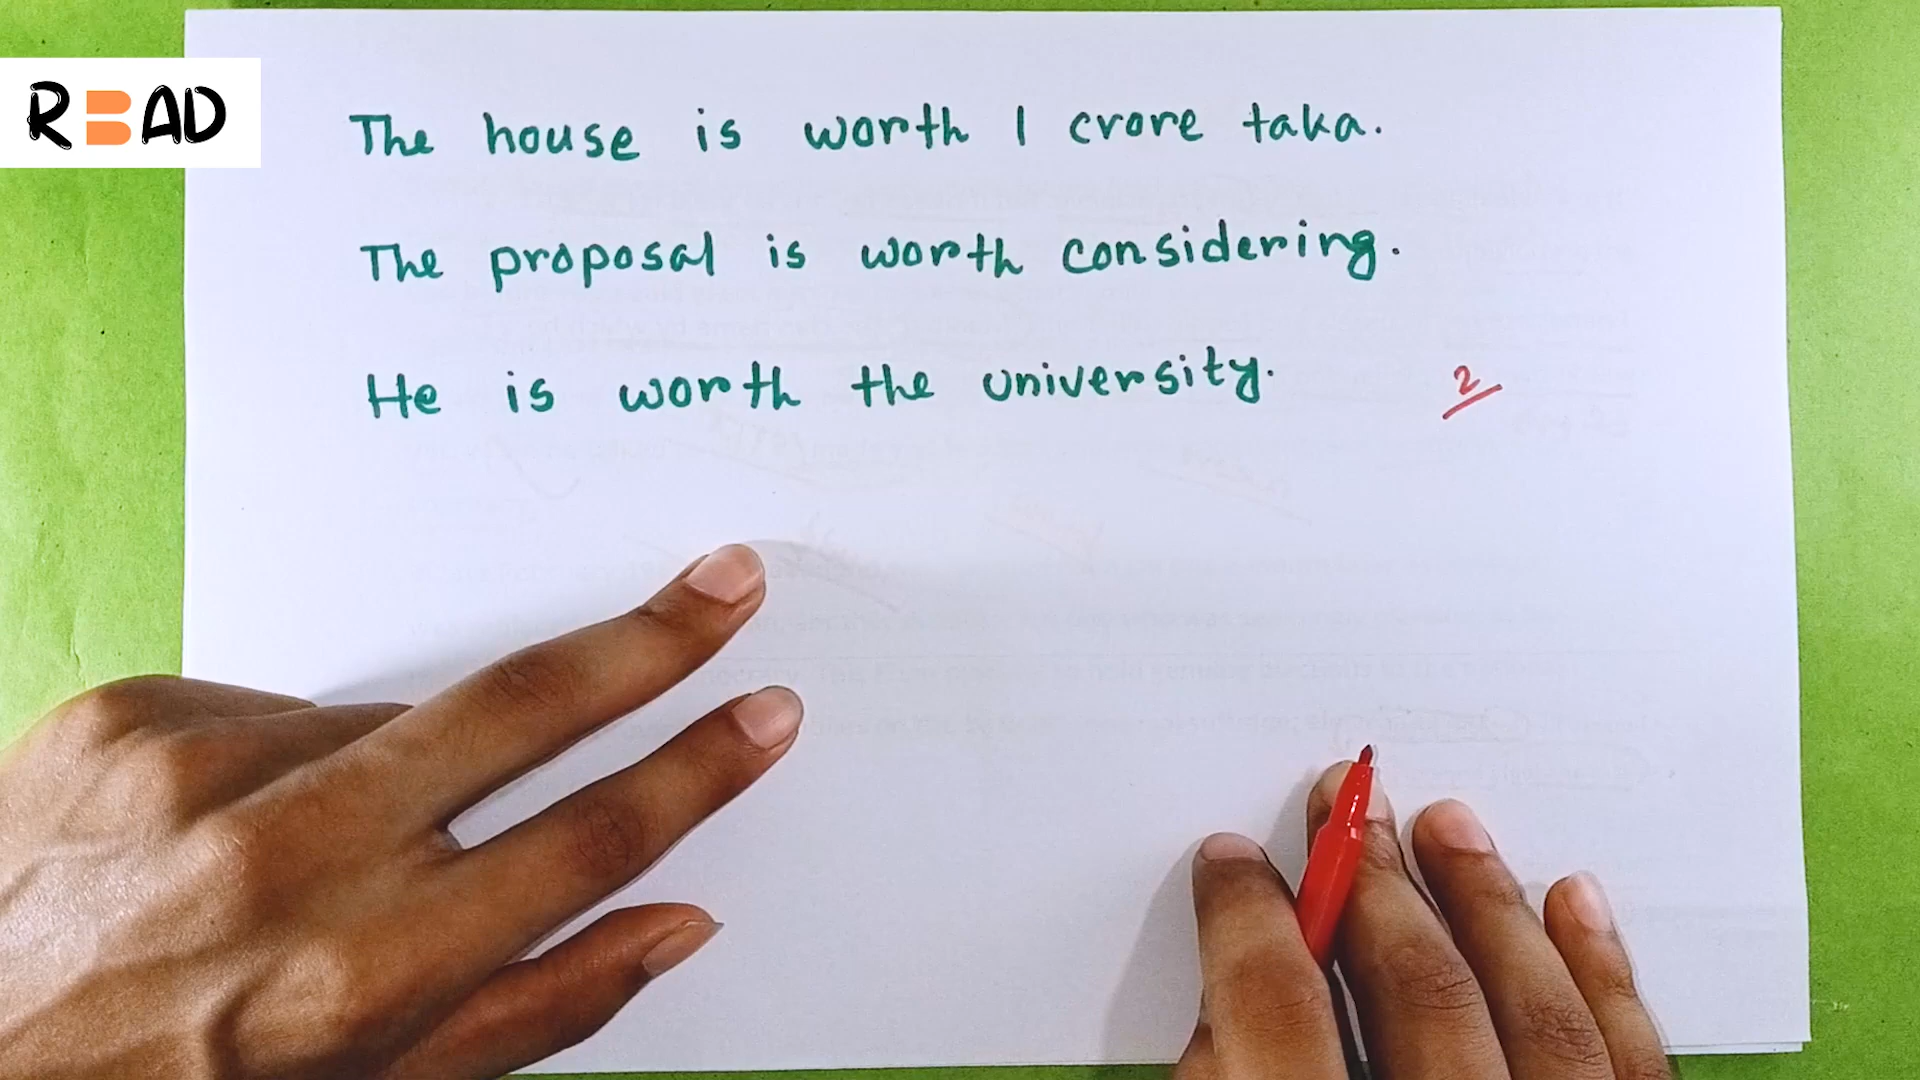 READ
The house is worth 1 crore taka.
The proposal is worth considering.
He is worth the university.
2